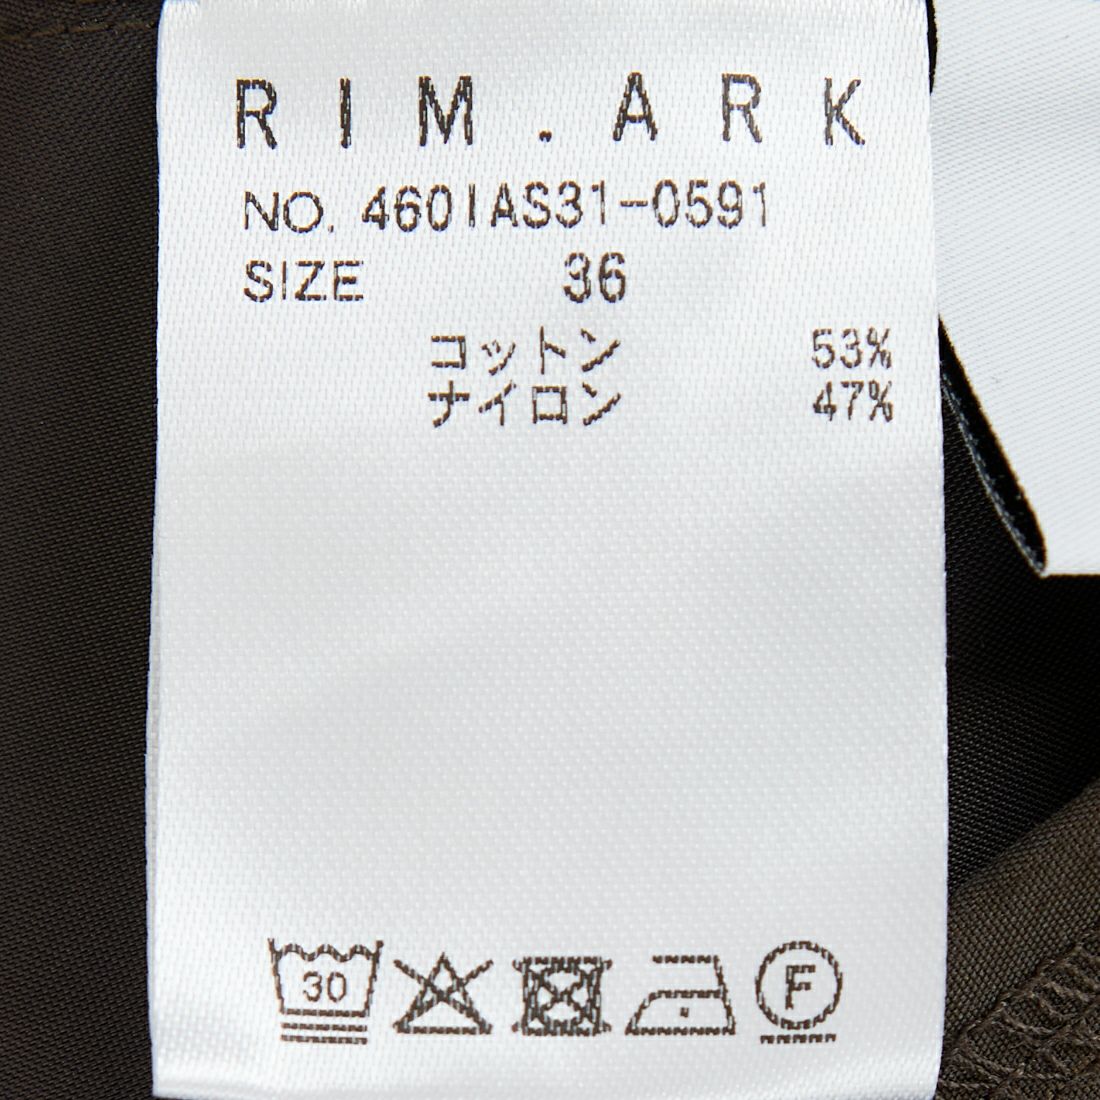 RIM.ARK
NO. 460IAS31-0591
SIZE 36
コットン 53%
ナイロン 47%
30 F